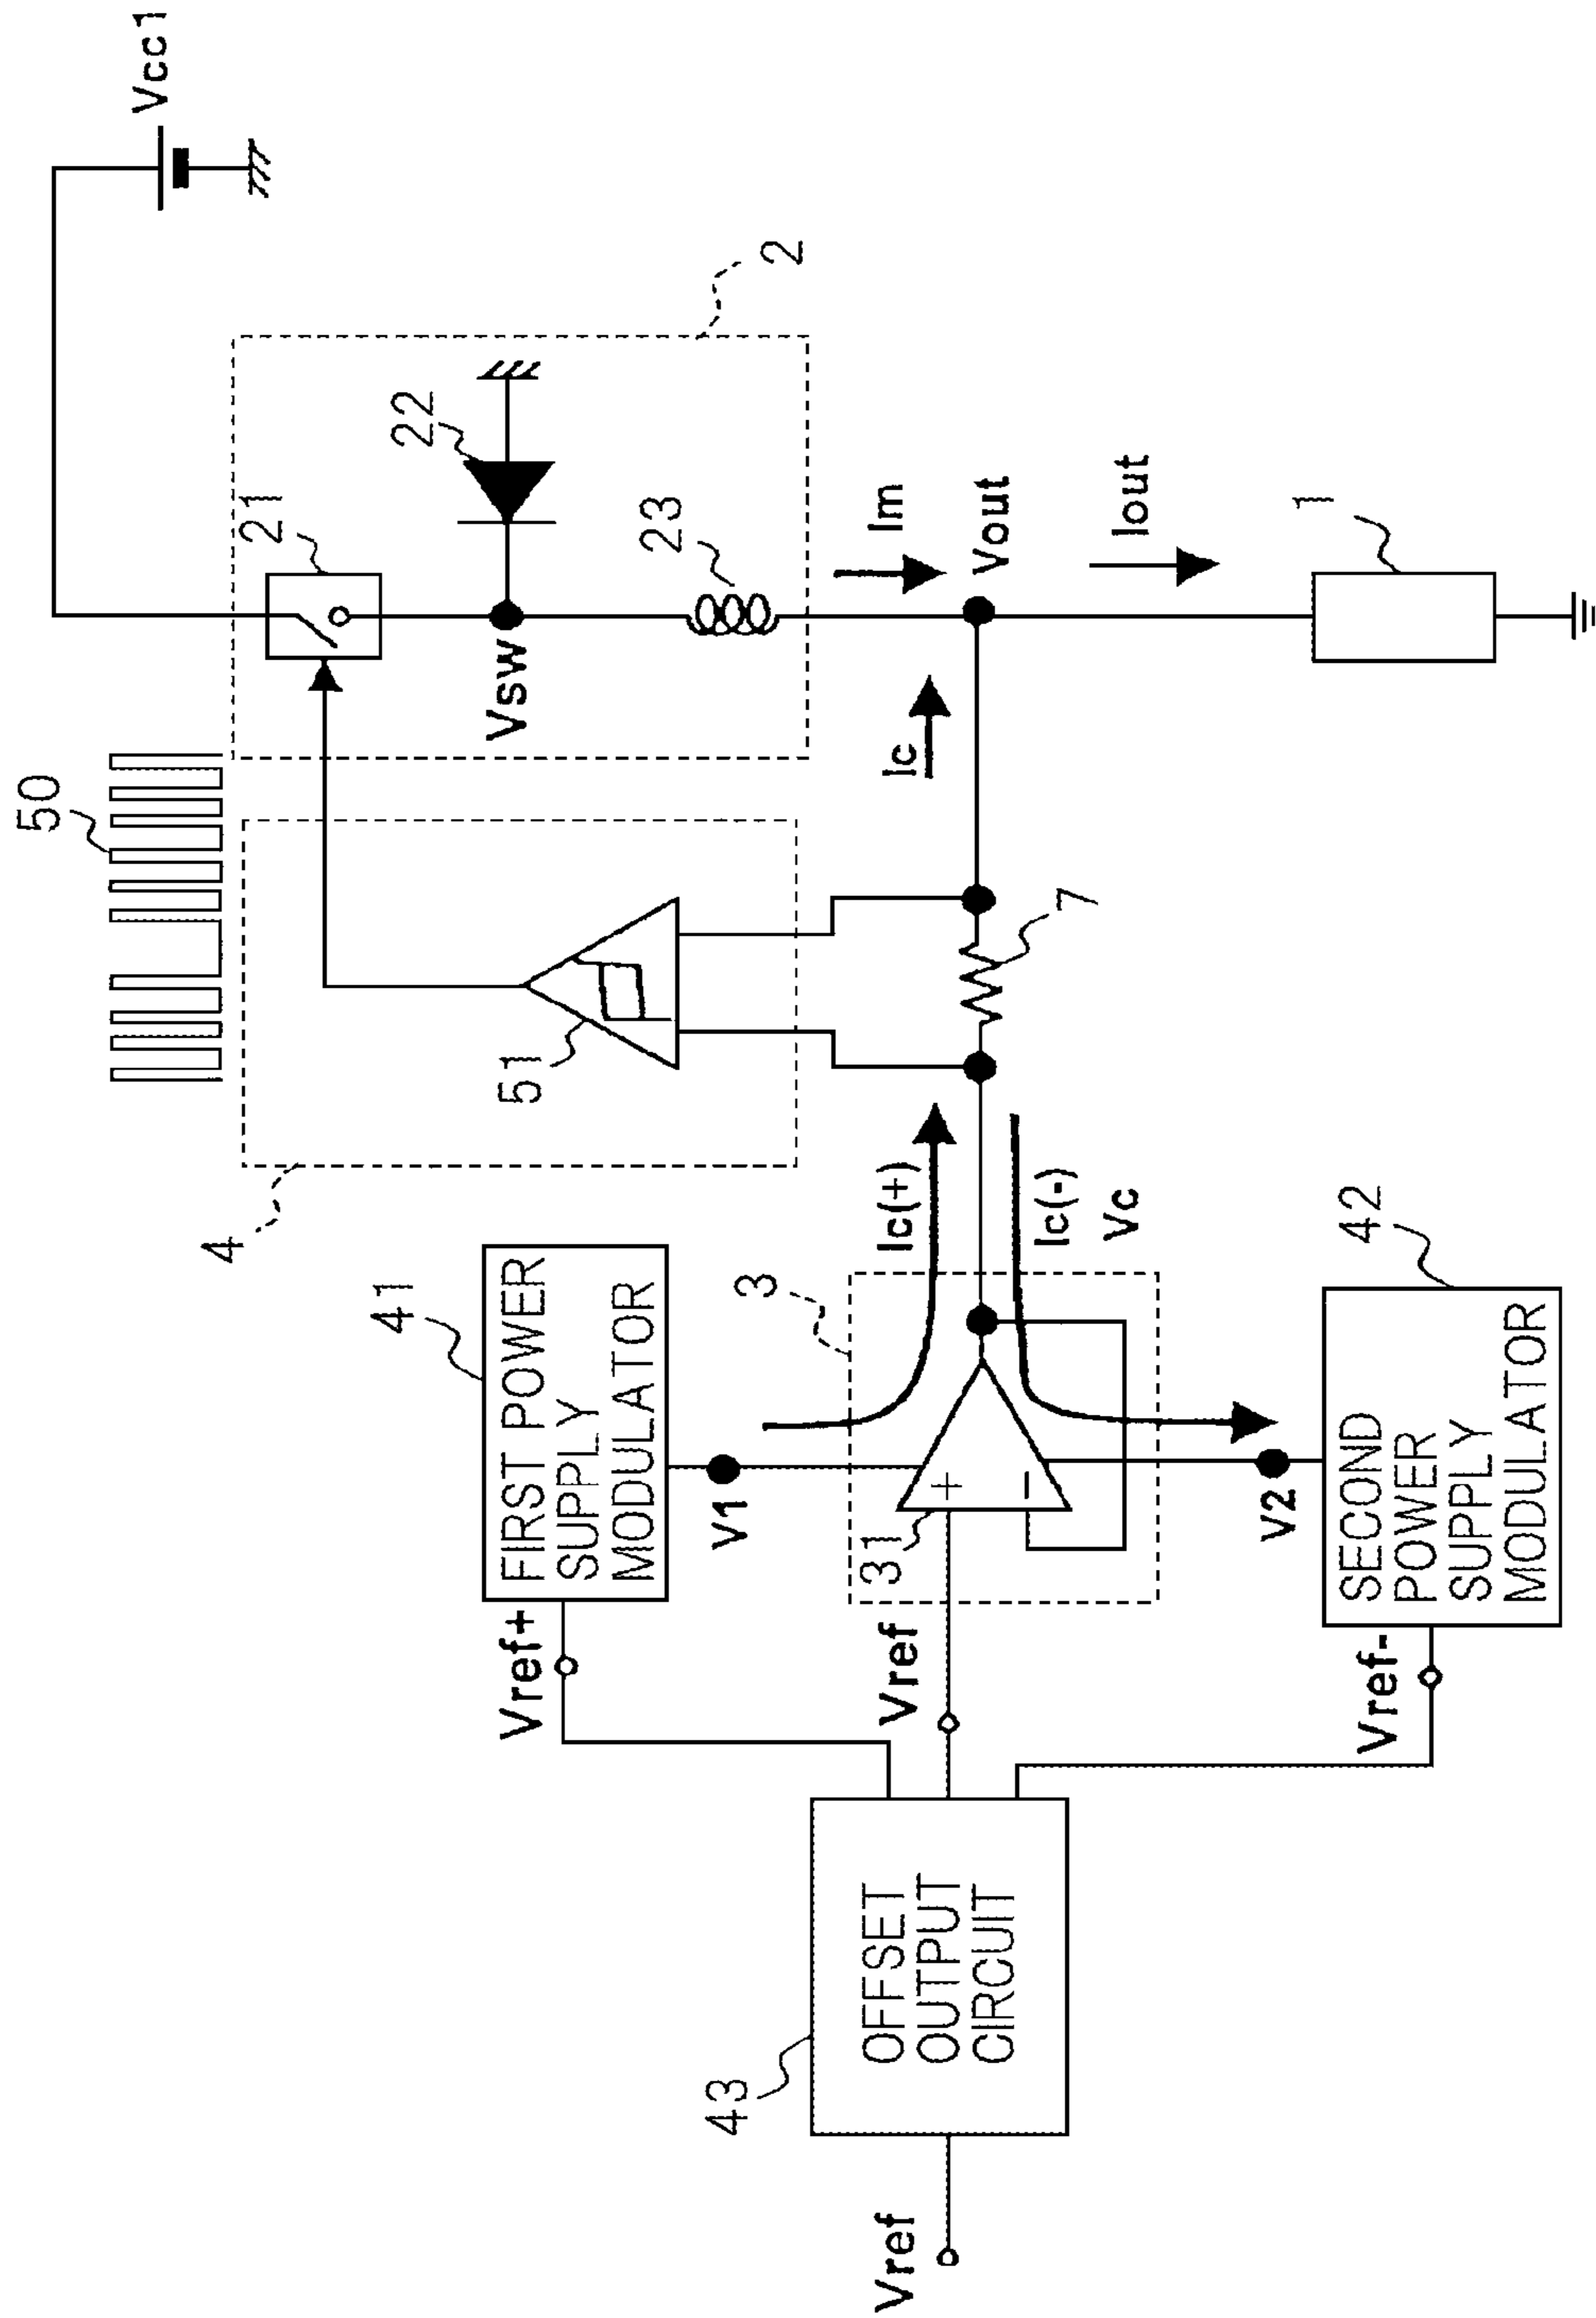 Vcc1
50
2
21
22
Vsw
23
4
51
Im
Ic
Vout
Iout
1
7
41
FIRST POWER
SUPPLY
MODULATOR
V1
Ic(+)
Ic(-)
Vc
3
31
+
−
Vref+
Vref
Vref-
V2
42
SECOND
POWER
SUPPLY
MODULATOR
43
OFFSET
OUTPUT
CIRCUIT
Vref